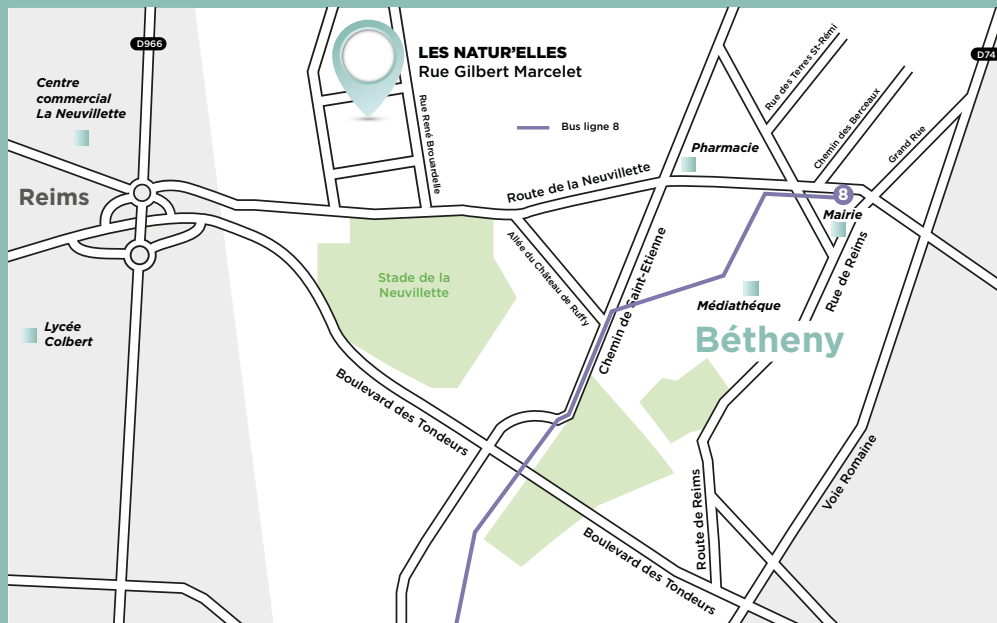 D966
LES NATUR'ELLES
Rue Gilbert Marcelet
Rue des Terres St-Rémi
D74
Centre
commercial
La Neuvillette
Rue René Brouardelle
Bus ligne 8
Chemin des Berceaux
Grand Rue
Pharmacie
Reims
Route de la Neuvillette
8
Mairie
Allée du Château de Ruffy
Chemin de Saint-Etienne
Rue de Reims
Stade de la
Neuvillette
Médiathéque
Lycée
Colbert
Bétheny
Boulevard des Tondeurs
Route de Reims
Voie Romaine
Boulevard des Tondeurs